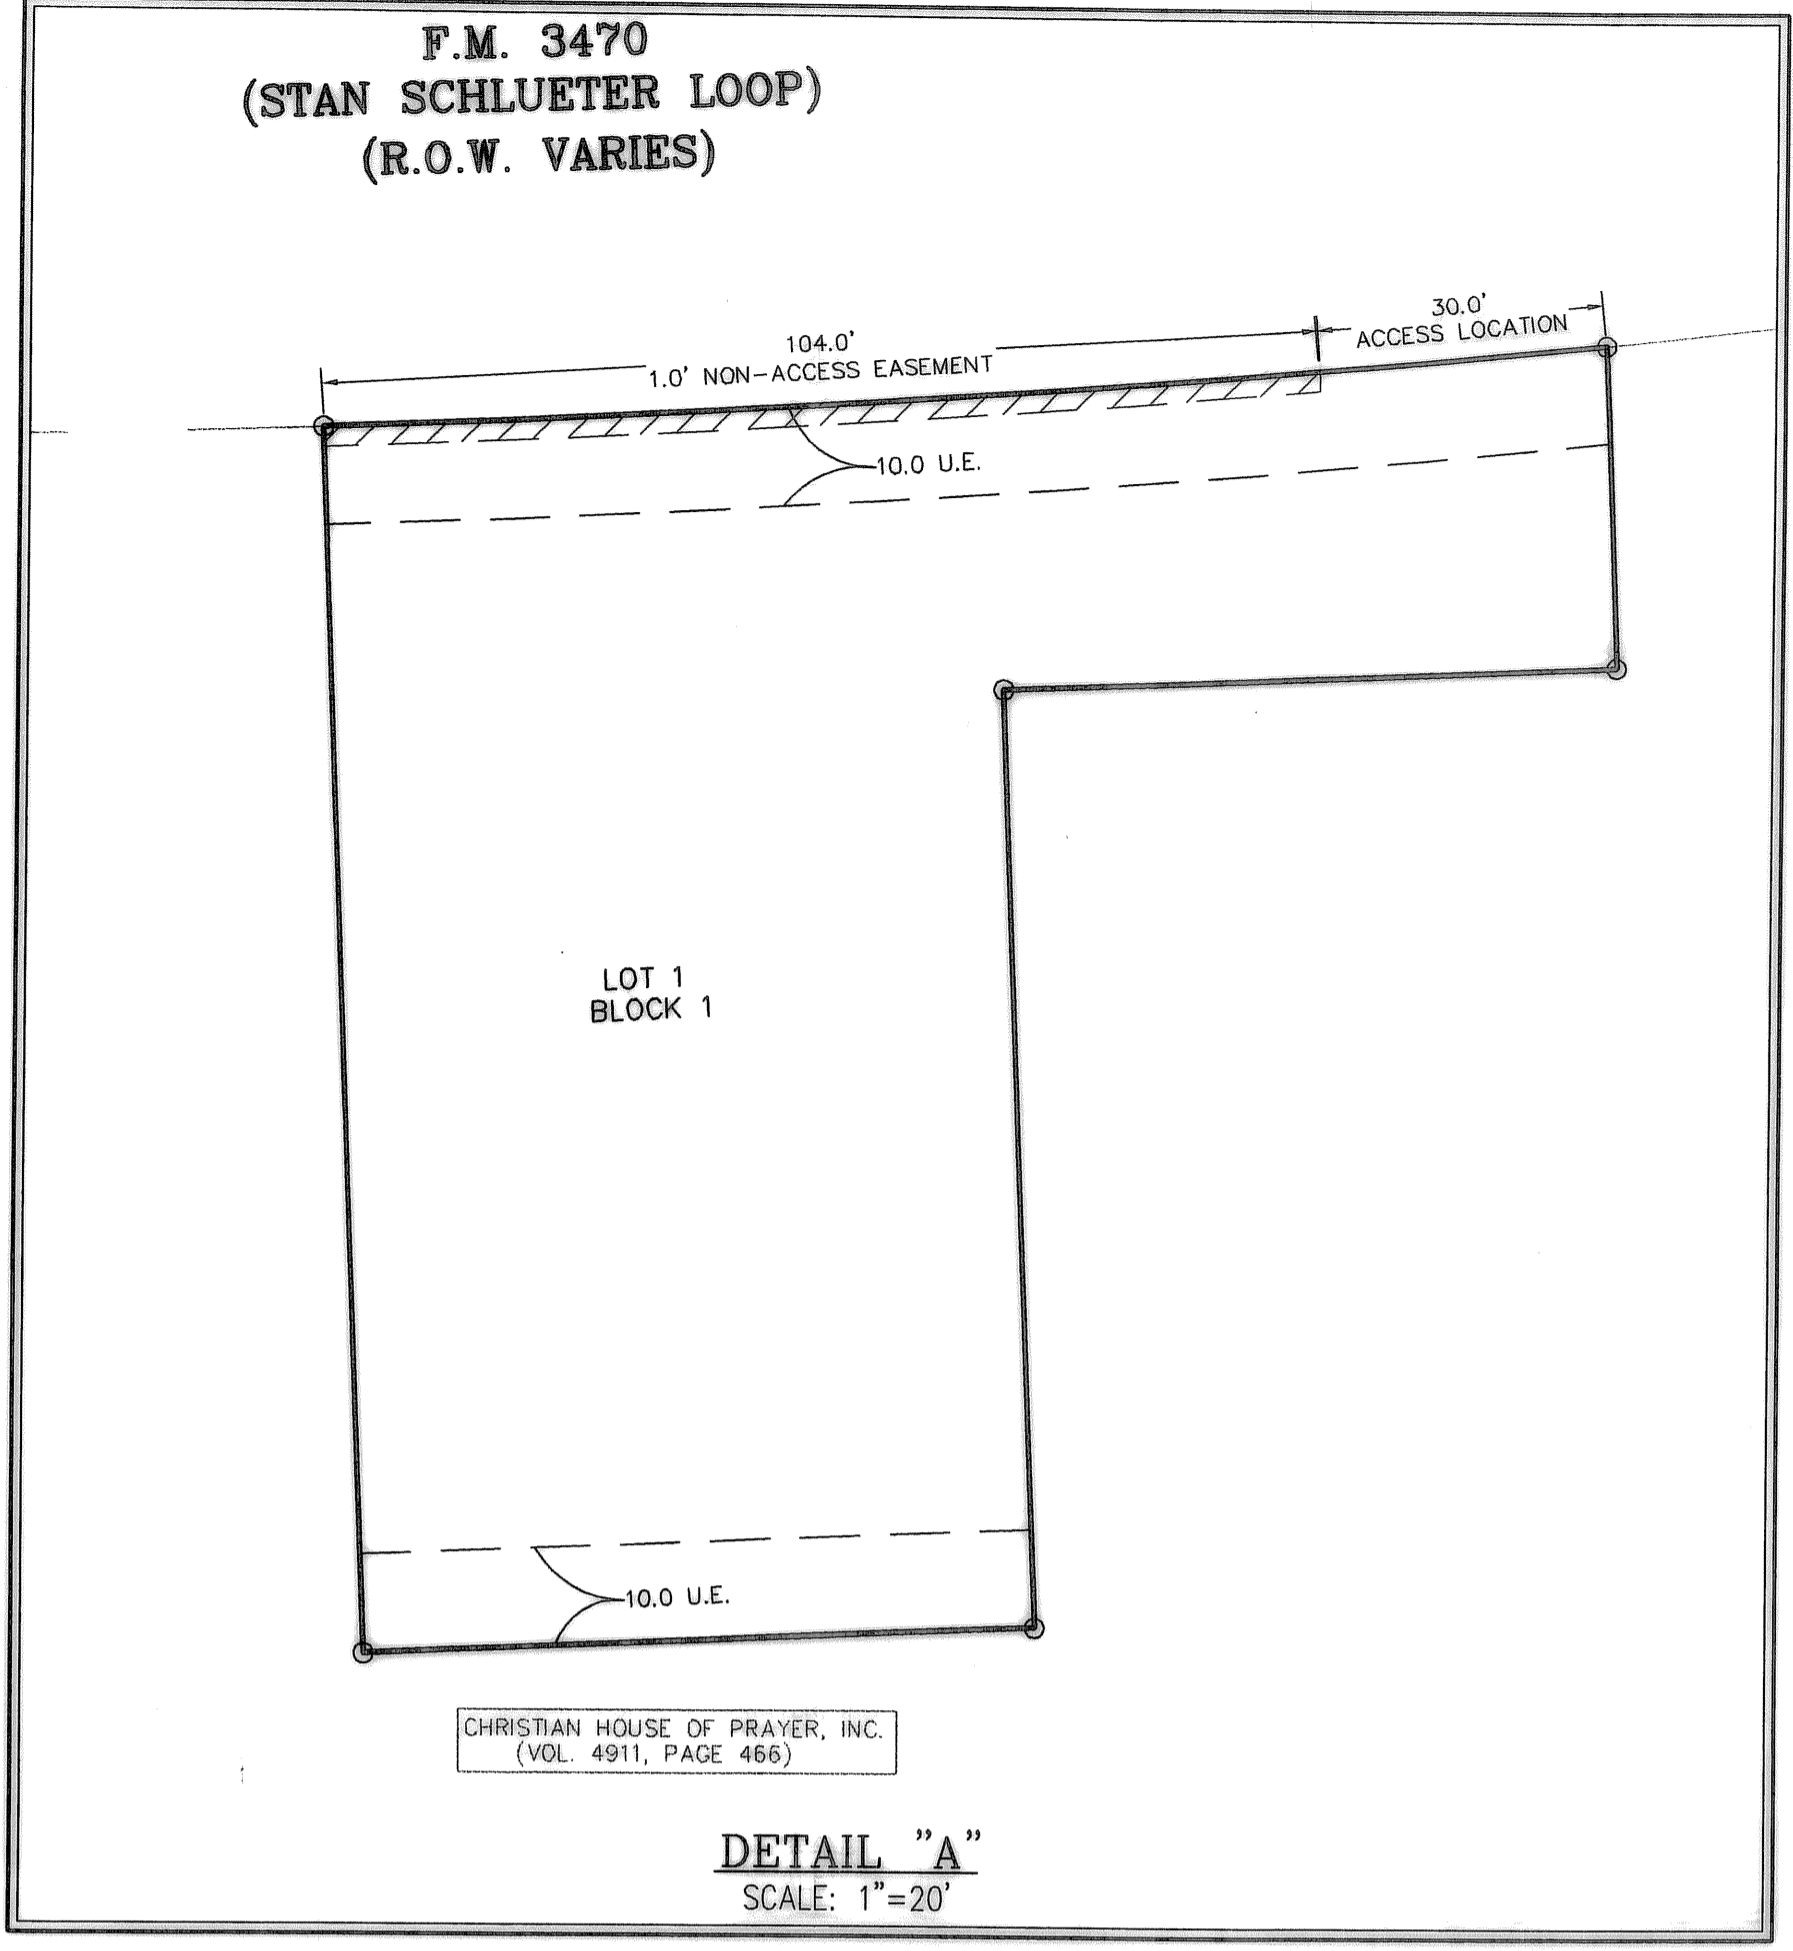 F.M. 3470
(STAN SCHLUETER LOOP)
(R.O.W. VARIES)
104.0'
1.0' NON-ACCESS EASEMENT
30.0'
ACCESS LOCATION
10.0 U.E.
LOT 1
BLOCK 1
10.0 U.E.
CHRISTIAN HOUSE OF PRAYER, INC.
(VOL. 4911, PAGE 466)
DETAIL "A"
SCALE: 1"=20'